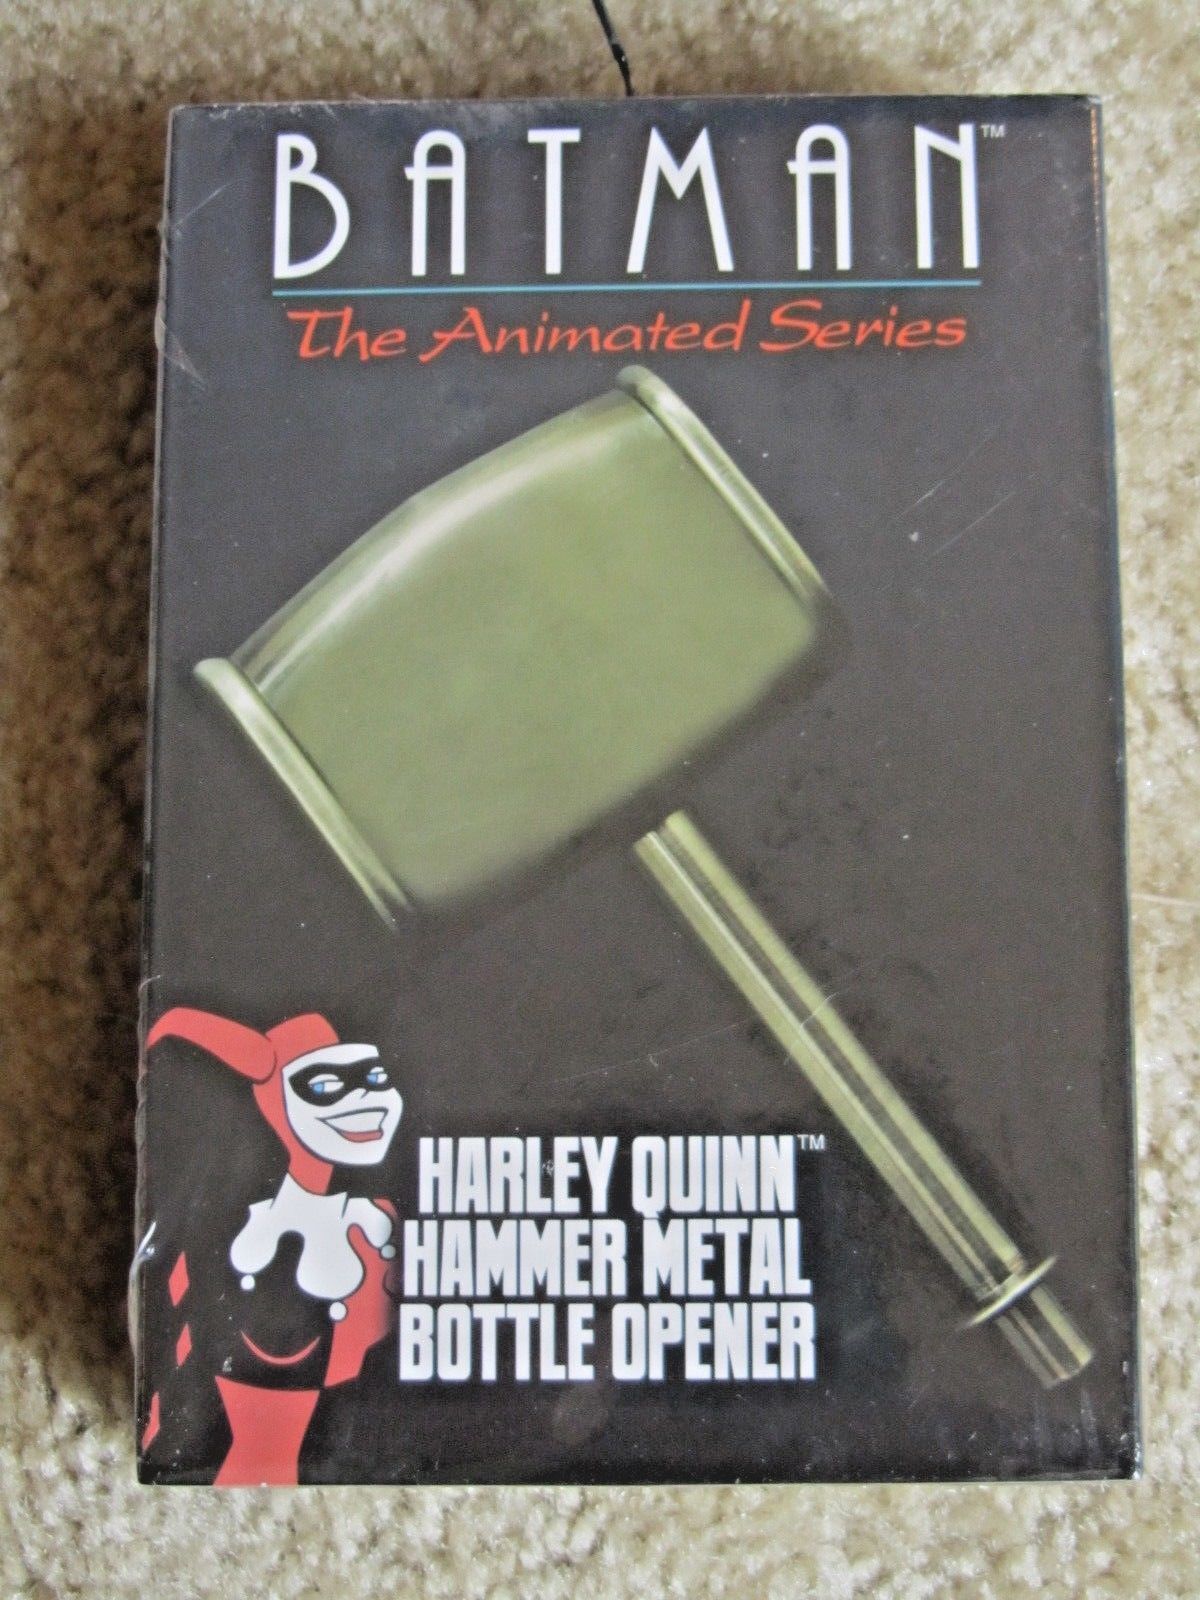 BATMAN™
The Animated Series
HARLEY QUINN™
HAMMER METAL
BOTTLE OPENER